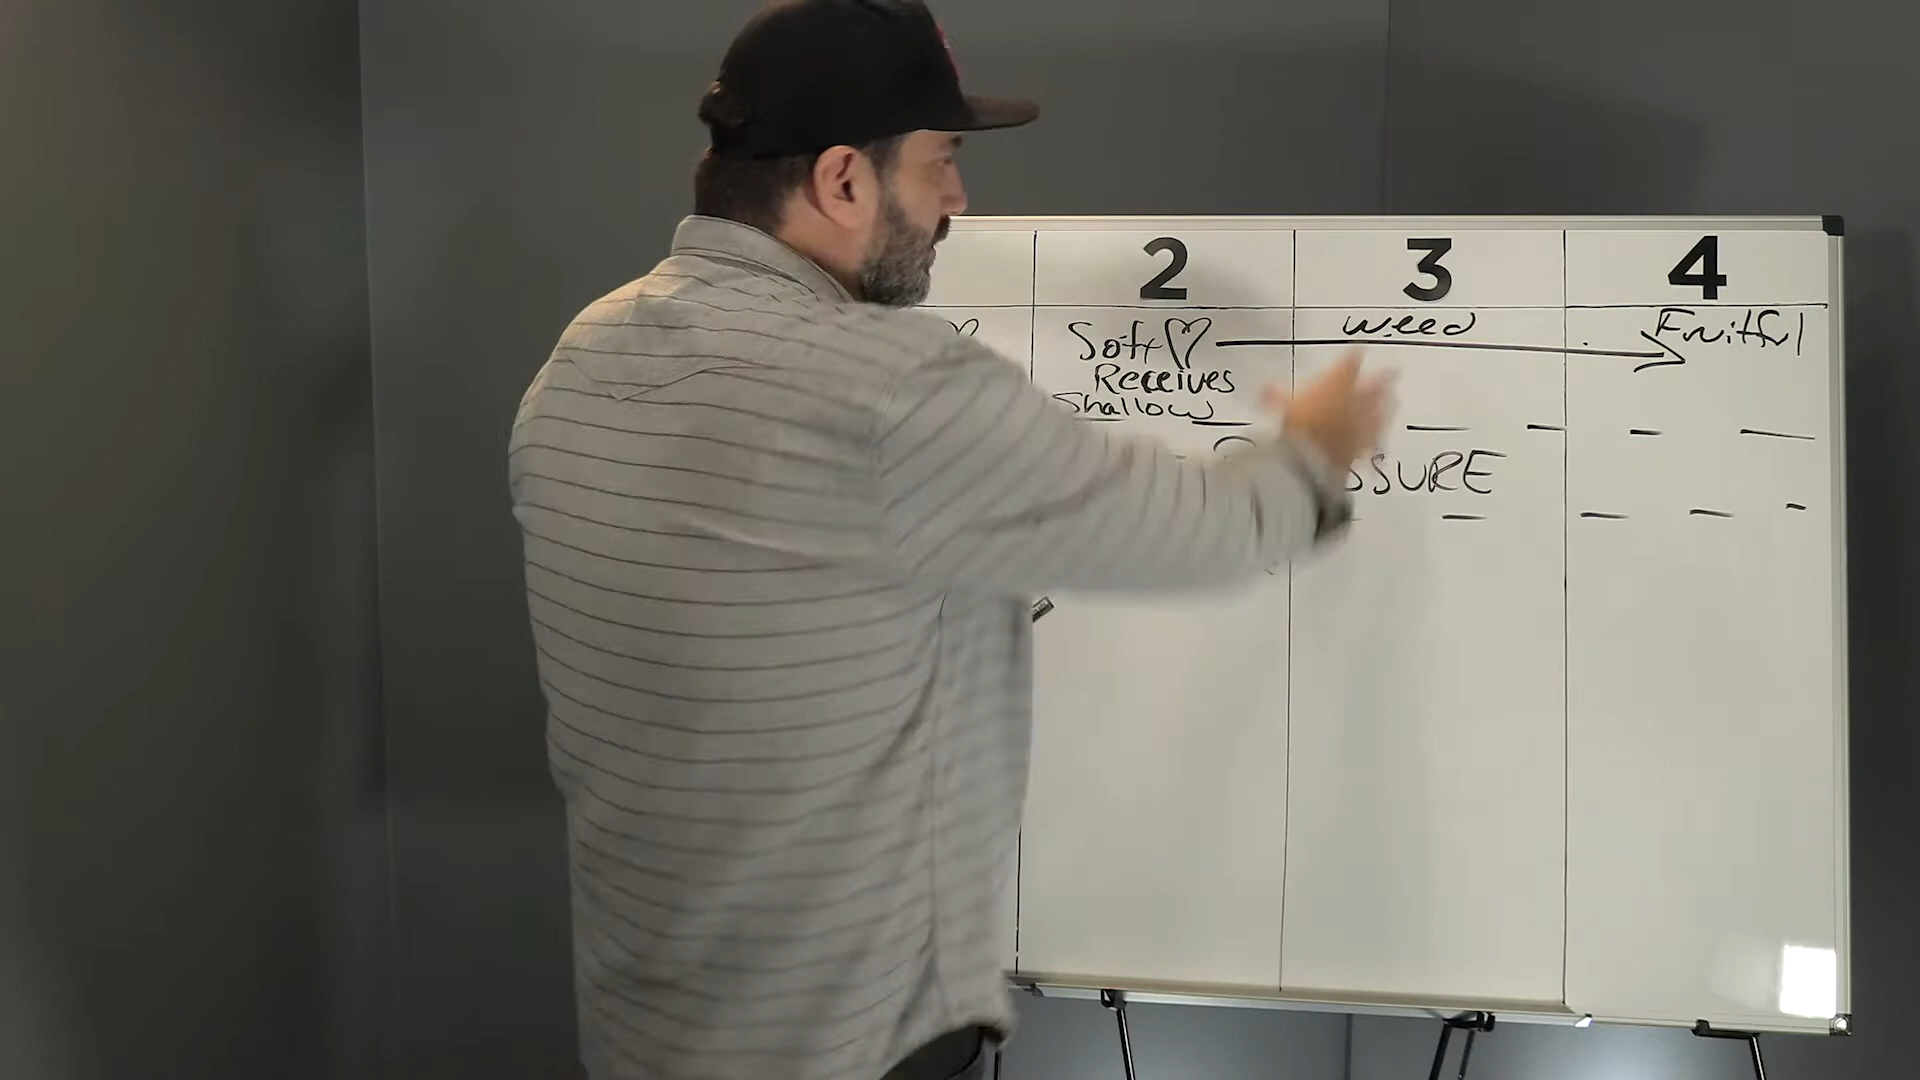 2 3 4
Soft♡ weed Fruitful
Receives
Shallow
SSURE